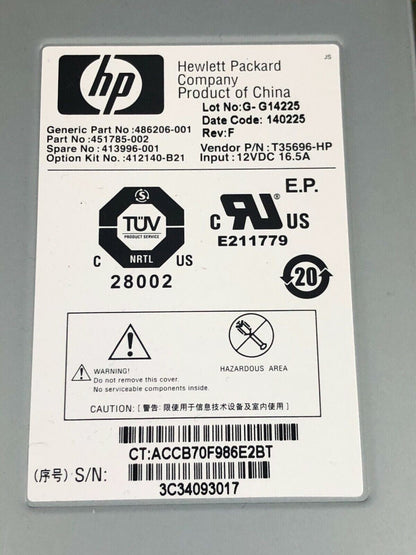 hp
Hewlett Packard
Company
Product of China
JS
Lot No:G- G14225
Date Code: 140225
Rev:F
Generic Part No :486206-001
Part No :451785-002
Spare No :413996-001
Option Kit No. :412140-B21
Vendor P/N :T35696-HP
Input :12VDC 16.5A
S
TÜV
PRODUCT SERVICE
NRTL
C US
28002
E.P.
C RU US
®
E211779
20
WARNING!
Do not remove this cover.
No serviceable components inside.
HAZARDOUS AREA
CAUTION: [警告: 限使用于信息技术设备及室内使用]
CT:ACCB70F986E2BT
(序号) S/N:
3C34093017